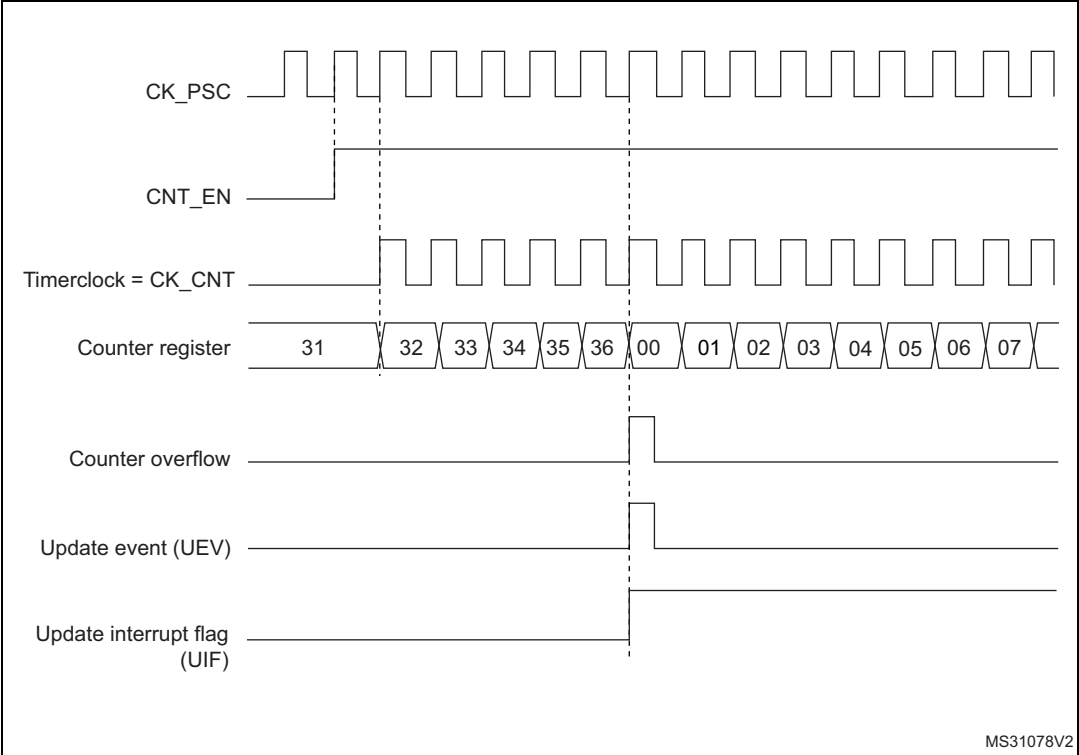 CK_PSC
CNT_EN
Timerclock = CK_CNT
Counter register 31 32 33 34 35 36 00 01 02 03 04 05 06 07
Counter overflow
Update event (UEV)
Update interrupt flag
(UIF)
MS31078V2